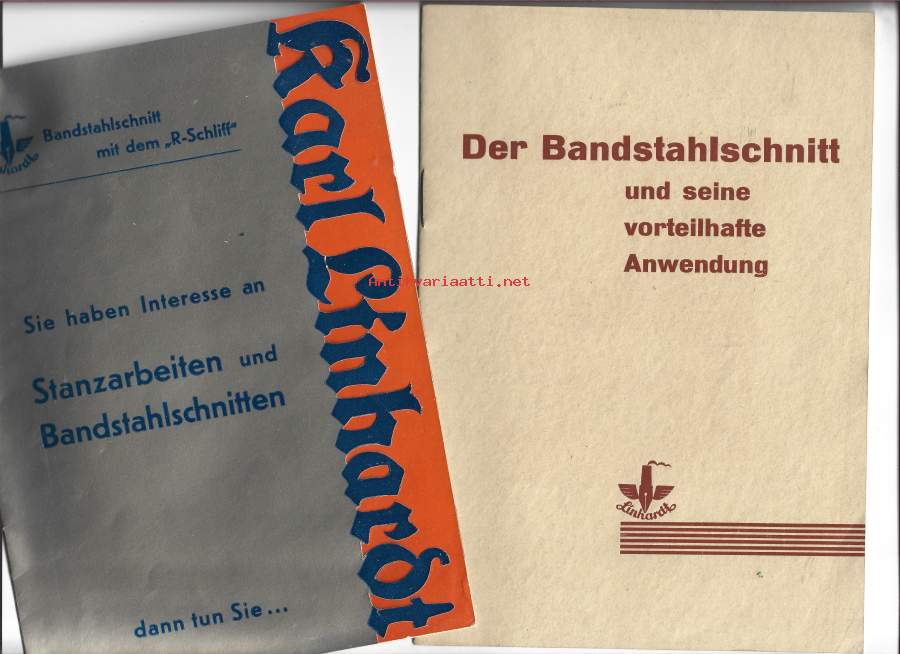 Bandstahlschnitt
mit dem „R-Schliff"
Linhardt
Sie haben Interesse an
Stanzarbeiten und
Bandstahlschnitten
dann tun Sie...
Karl Linhardt
Der Bandstahlschnitt
und seine
vorteilhafte
Anwendung
Linhardt
Antikvariaatti.net